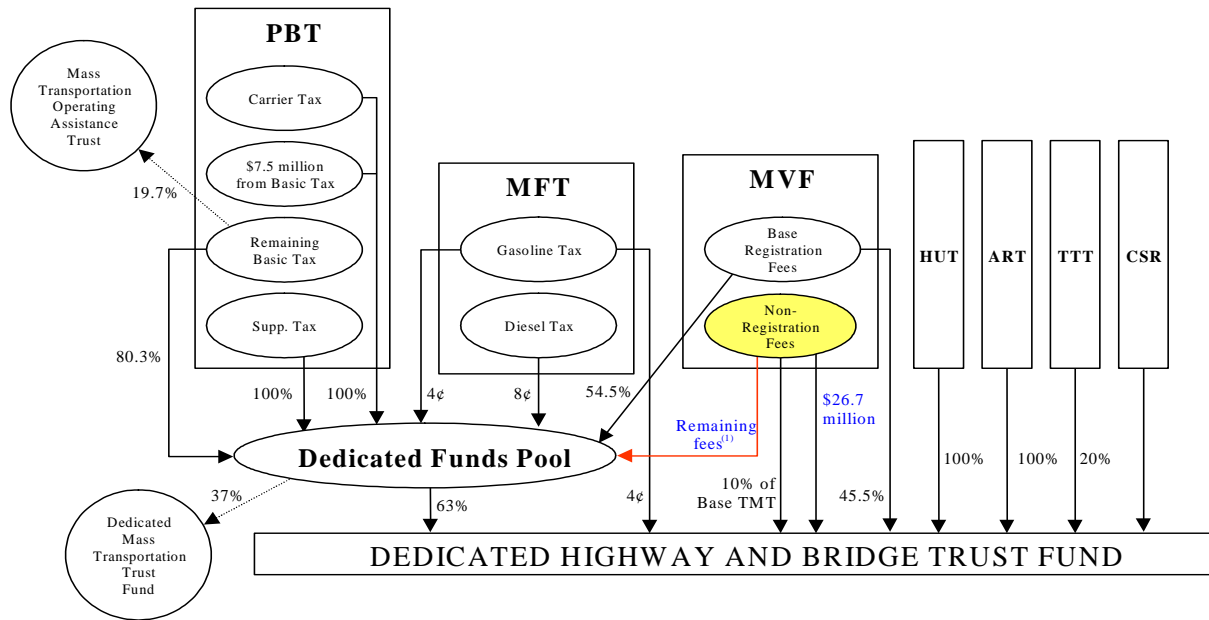 PBT
Carrier Tax
$7.5 million
from Basic Tax
Remaining
Basic Tax
Supp. Tax
Mass
Transportation
Operating
Assistance
Trust
19.7%
80.3%
100%
100%
MFT
Gasoline Tax
Diesel Tax
4¢
8¢
MVF
Base
Registration
Fees
Non-
Registration
Fees
54.5%
Remaining
fees(1)
$26.7
million
HUT
ART
TTT
CSR
Dedicated Funds Pool
37%
63%
4¢
10% of
Base TMT
45.5%
100%
100%
20%
Dedicated
Mass
Transportation
Trust
Fund
DEDICATED HIGHWAY AND BRIDGE TRUST FUND